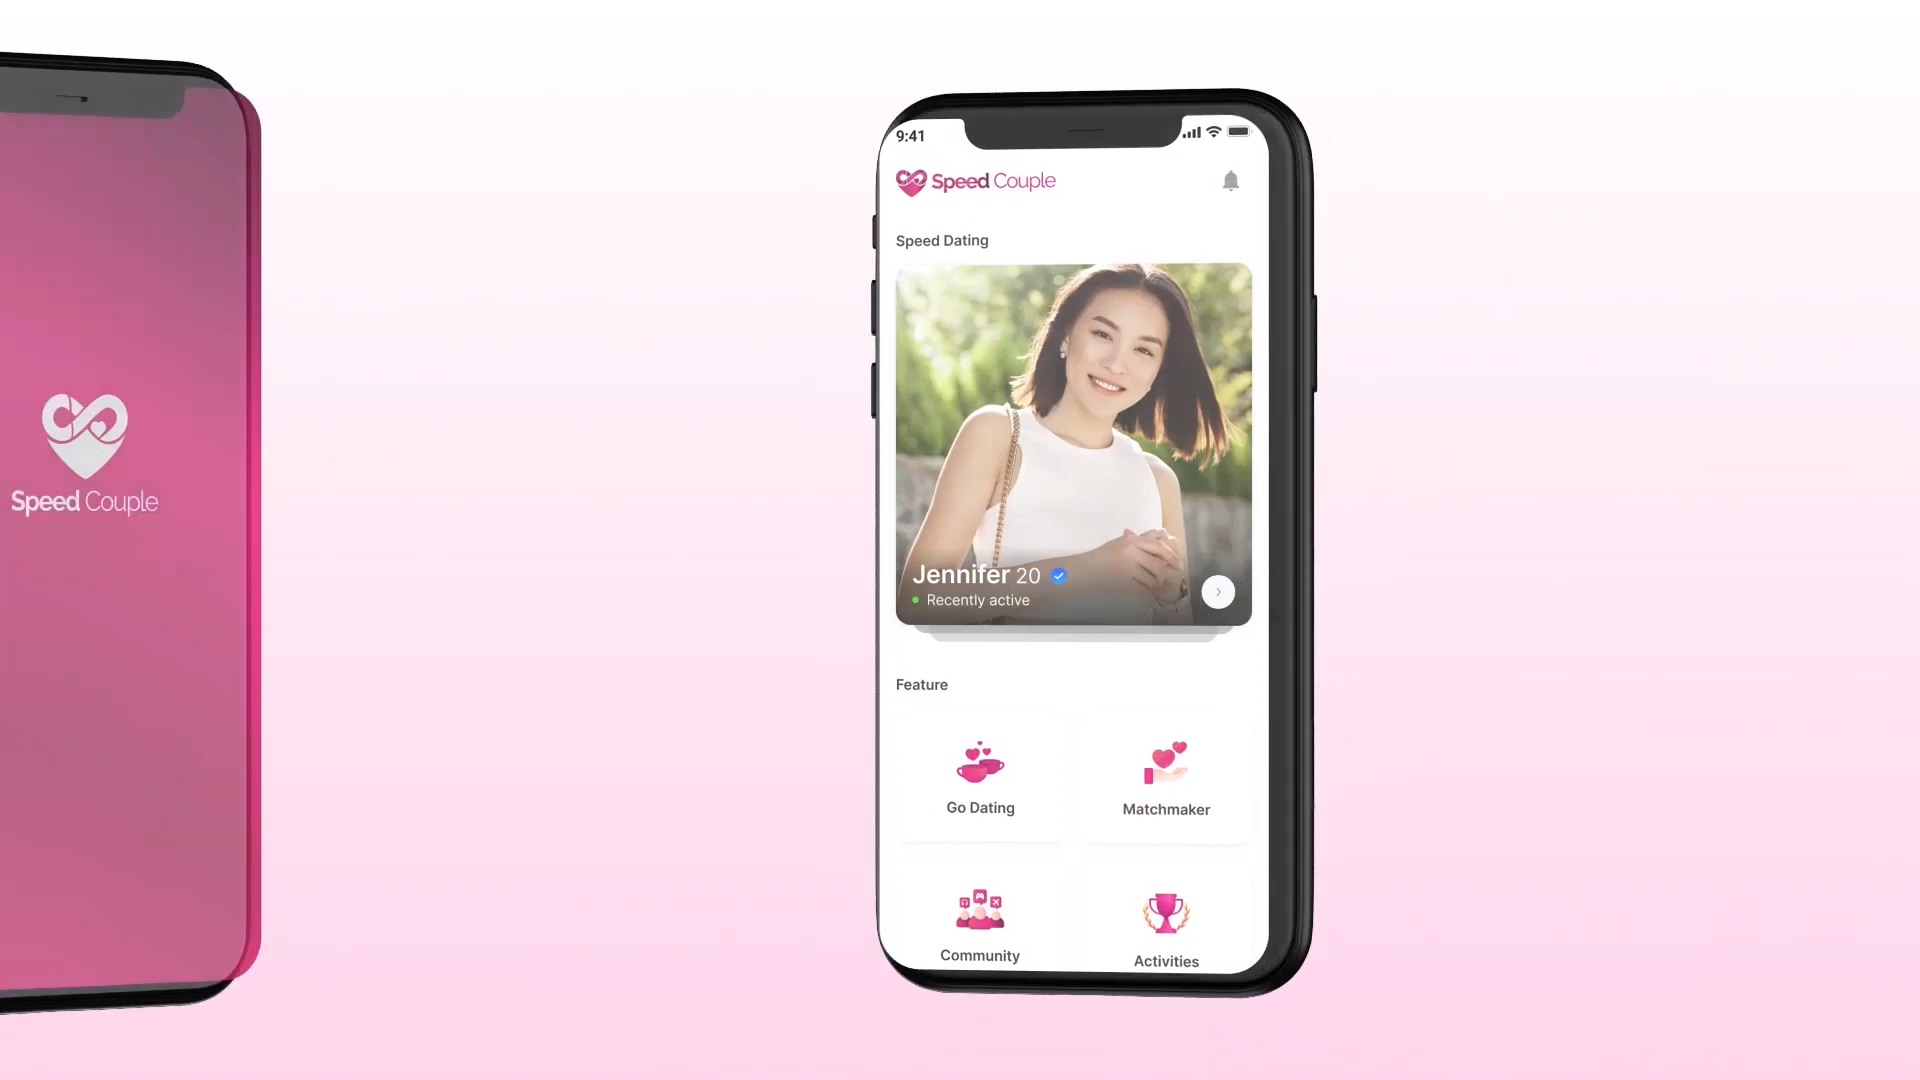 Speed Couple
9:41
Speed Couple
Speed Dating
Jennifer 20
Recently active
Feature
Go Dating
Matchmaker
Community
Activities